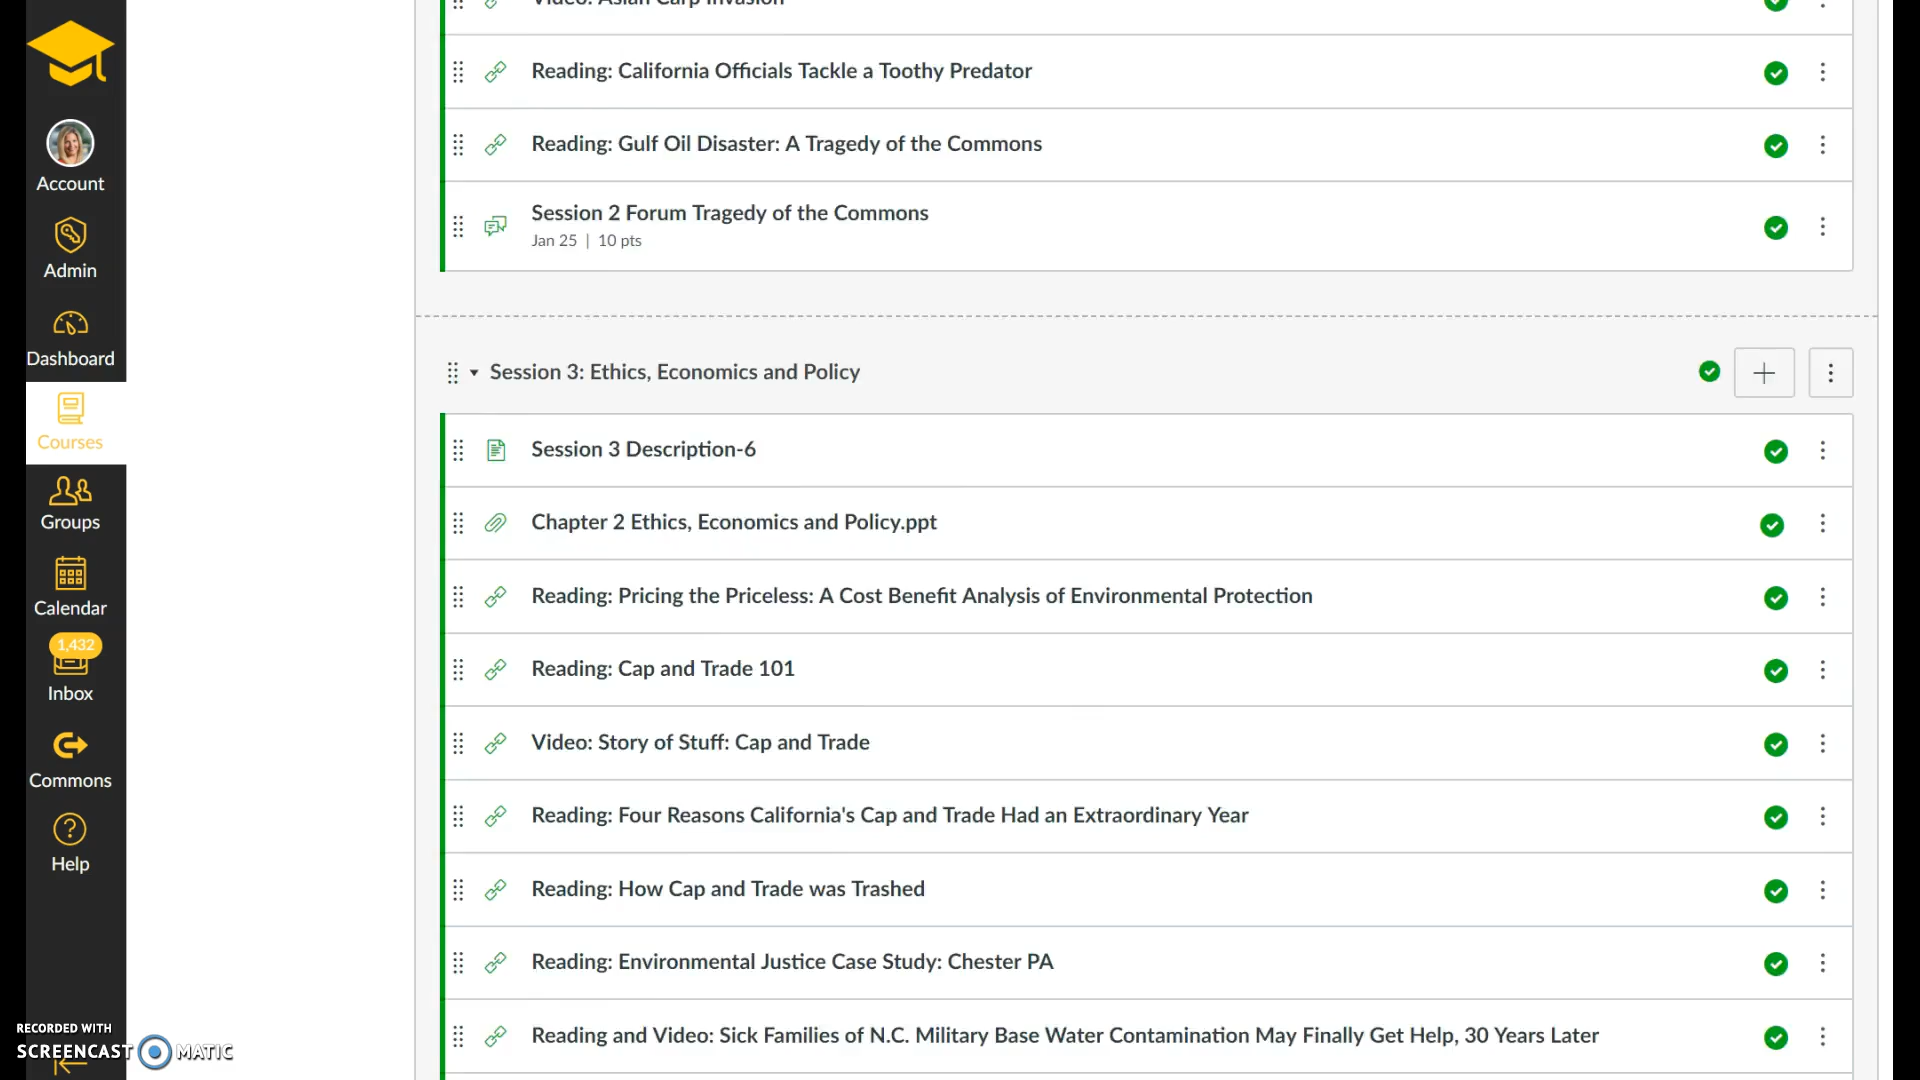 Video: Asian Carp Invasion
Reading: California Officials Tackle a Toothy Predator
Reading: Gulf Oil Disaster: A Tragedy of the Commons
Session 2 Forum Tragedy of the Commons
Jan 25 | 10 pts
Session 3: Ethics, Economics and Policy
Session 3 Description-6
Chapter 2 Ethics, Economics and Policy.ppt
Reading: Pricing the Priceless: A Cost Benefit Analysis of Environmental Protection
Reading: Cap and Trade 101
Video: Story of Stuff: Cap and Trade
Reading: Four Reasons California's Cap and Trade Had an Extraordinary Year
Reading: How Cap and Trade was Trashed
Reading: Environmental Justice Case Study: Chester PA
Reading and Video: Sick Families of N.C. Military Base Water Contamination May Finally Get Help, 30 Years Later
Account
Admin
Dashboard
Courses
Groups
Calendar
1,432
Inbox
Commons
Help
RECORDED WITH
SCREENCAST MATIC